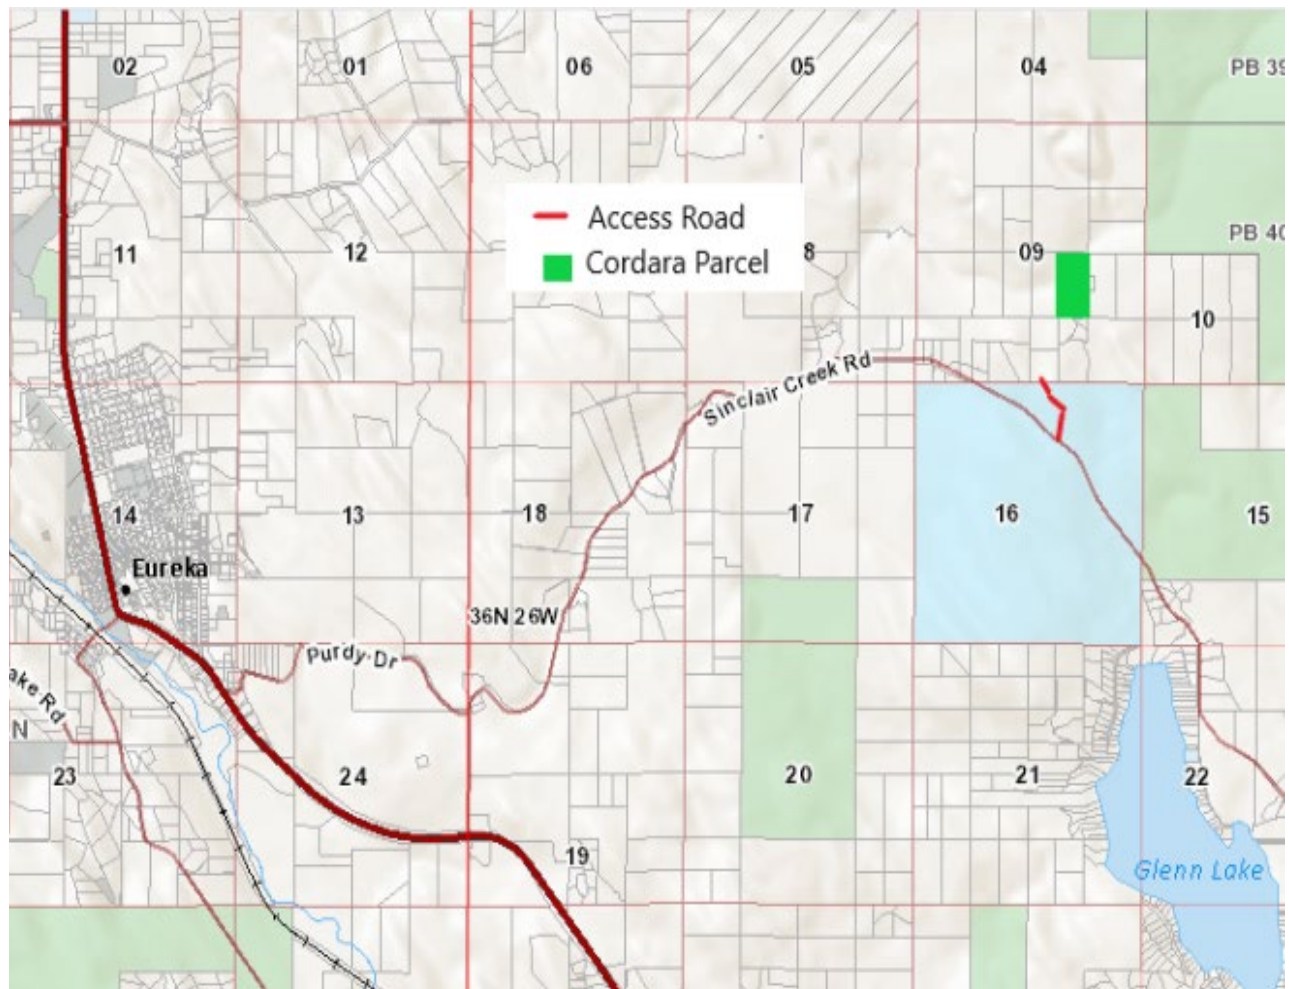 02
01
06
05
04
PB 39
Access Road
Cordara Parcel
11
12
8
09
PB 40
10
Sinclair Creek Rd
14
13
18
17
16
15
Eureka
36N 26W
Purdy Dr
ake Rd
N
23
24
20
21
22
19
Glenn Lake